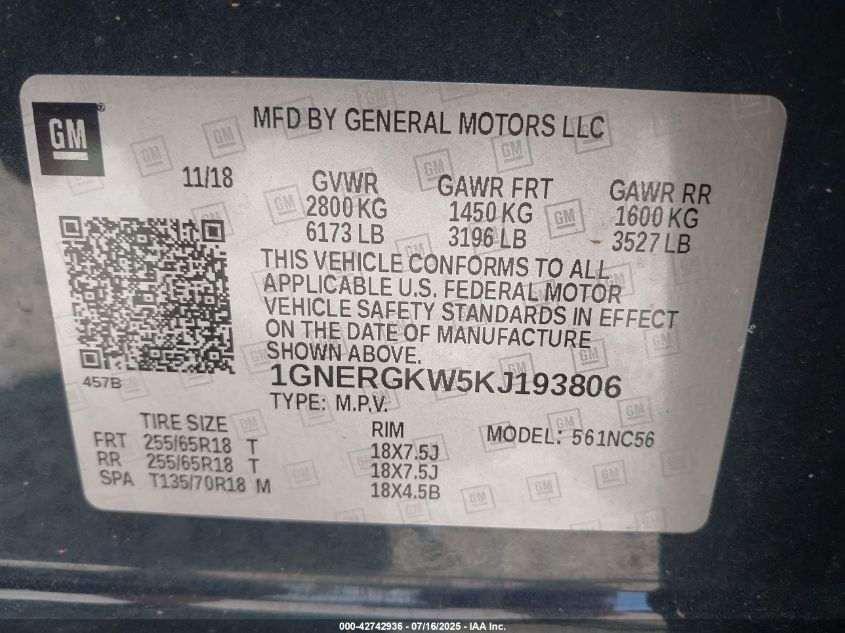 GM
MFD BY GENERAL MOTORS LLC
11/18
GVWR
2800 KG
6173 LB
GAWR FRT
1450 KG
3196 LB
GAWR RR
1600 KG
3527 LB
THIS VEHICLE CONFORMS TO ALL
APPLICABLE U.S. FEDERAL MOTOR
VEHICLE SAFETY STANDARDS IN EFFECT
ON THE DATE OF MANUFACTURE
SHOWN ABOVE.
457B
1GNERGKW5KJ193806
TYPE: M.P.V.
MODEL: 561NC56
TIRE SIZE RIM
FRT 255/65R18 T 18X7.5J
RR 255/65R18 T 18X7.5J
SPA T135/70R18 M 18X4.5B
000-42742936 - 07/16/2025 - IAA Inc.